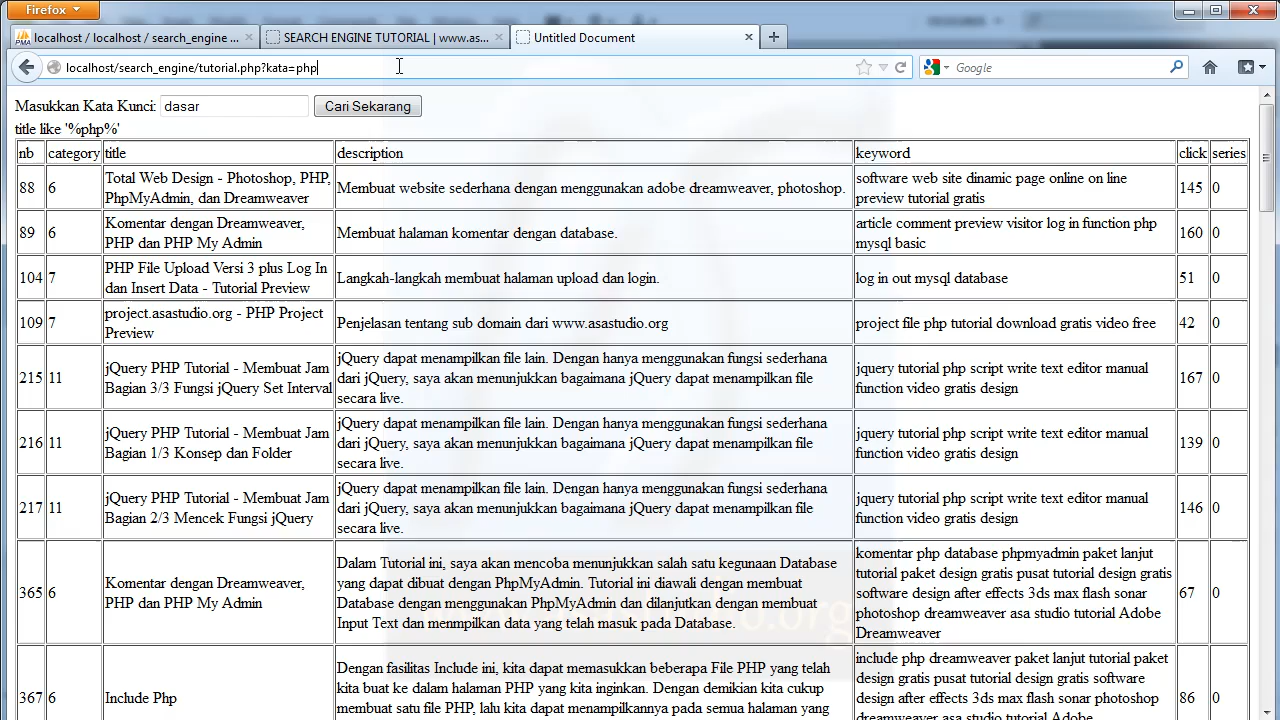 Firefox
localhost / localhost / search_engine ...
SEARCH ENGINE TUTORIAL | www.as...
Untitled Document
localhost/search_engine/tutorial.php?kata=php
Google
Masukkan Kata Kunci: dasar Cari Sekarang
title like '%php%'
nb category title description keyword click series
88 6 Total Web Design - Photoshop, PHP, PhpMyAdmin, dan Dreamweaver Membuat website sederhana dengan menggunakan adobe dreamweaver, photoshop. software web site dinamic page online on line preview tutorial gratis 145 0
89 6 Komentar dengan Dreamweaver, PHP dan PHP My Admin Membuat halaman komentar dengan database. article comment preview visitor log in function php mysql basic 160 0
104 7 PHP File Upload Versi 3 plus Log In dan Insert Data - Tutorial Preview Langkah-langkah membuat halaman upload dan login. log in out mysql database 51 0
109 7 project.asastudio.org - PHP Project Preview Penjelasan tentang sub domain dari www.asastudio.org project file php tutorial download gratis video free 42 0
215 11 jQuery PHP Tutorial - Membuat Jam Bagian 3/3 Fungsi jQuery Set Interval jQuery dapat menampilkan file lain. Dengan hanya menggunakan fungsi sederhana dari jQuery, saya akan menunjukkan bagaimana jQuery dapat menampilkan file secara live. jquery tutorial php script write text editor manual function video gratis design 167 0
216 11 jQuery PHP Tutorial - Membuat Jam Bagian 1/3 Konsep dan Folder jQuery dapat menampilkan file lain. Dengan hanya menggunakan fungsi sederhana dari jQuery, saya akan menunjukkan bagaimana jQuery dapat menampilkan file secara live. jquery tutorial php script write text editor manual function video gratis design 139 0
217 11 jQuery PHP Tutorial - Membuat Jam Bagian 2/3 Mencek Fungsi jQuery jQuery dapat menampilkan file lain. Dengan hanya menggunakan fungsi sederhana dari jQuery, saya akan menunjukkan bagaimana jQuery dapat menampilkan file secara live. jquery tutorial php script write text editor manual function video gratis design 146 0
365 6 Komentar dengan Dreamweaver, PHP dan PHP My Admin Dalam Tutorial ini, saya akan mencoba menunjukkan salah satu kegunaan Database yang dapat dibuat dengan PhpMyAdmin. Tutorial ini diawali dengan membuat Database dengan menggunakan PhpMyAdmin dan dilanjutkan dengan membuat Input Text dan menmpilkan data yang telah masuk pada Database. komentar php database phpmyadmin paket lanjut tutorial paket design gratis pusat tutorial design gratis software design after effects 3ds max flash sonar photoshop dreamweaver asa studio tutorial Adobe Dreamweaver 67 0
367 6 Include Php Dengan fasilitas Include ini, kita dapat memasukkan beberapa File PHP yang telah kita buat ke dalam halaman PHP yang kita inginkan. Dengan demikian kita cukup membuat satu file PHP, lalu kita dapat menampilkannya pada semua halaman yang include php dreamweaver paket lanjut tutorial paket design gratis pusat tutorial design gratis software design after effects 3ds max flash sonar photoshop dreamweaver asa studio tutorial Adobe 86 0